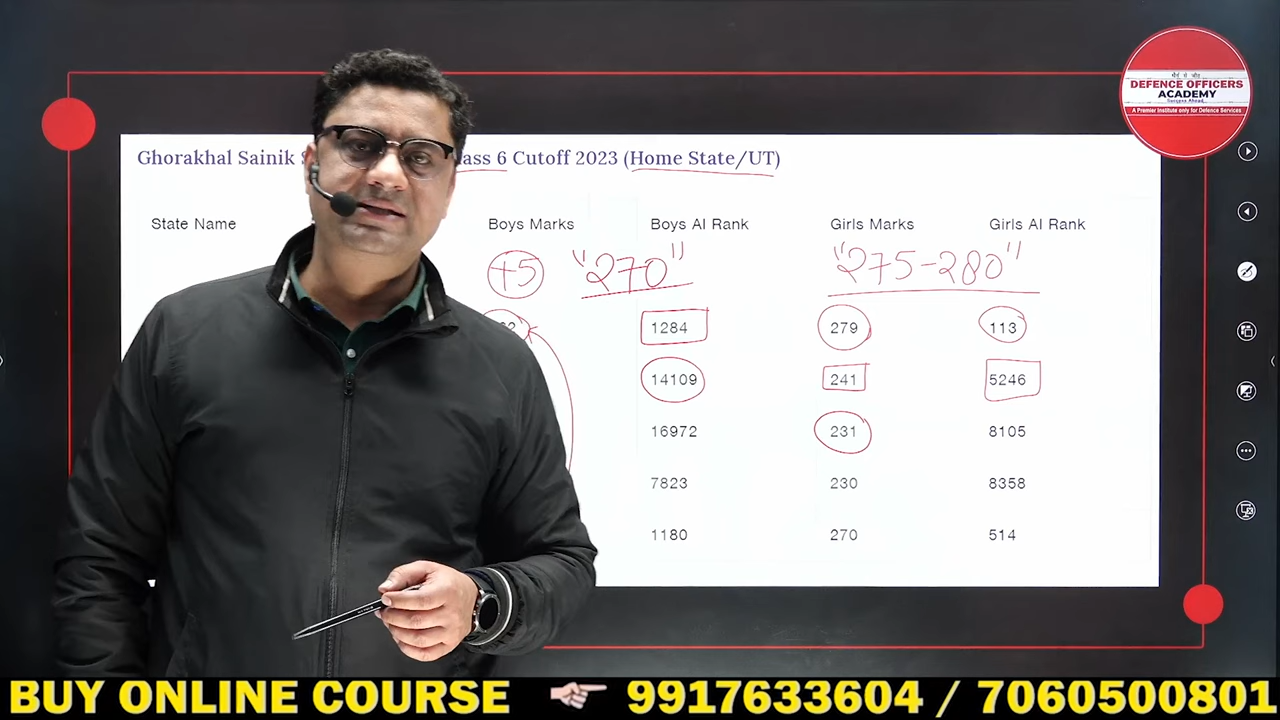 DEFENCE OFFICERS
ACADEMY
Success Ahead
A Premier Institute only for Defence Services
Ghorakhal Sainik S ass 6 Cutoff 2023 (Home State/UT)
State Name Boys Marks Boys AI Rank Girls Marks Girls AI Rank
+5 "270" "275-280"
1284 279 113
14109 241 5246
16972 231 8105
7823 230 8358
1180 270 514
BUY ONLINE COURSE 9917633604 / 7060500801